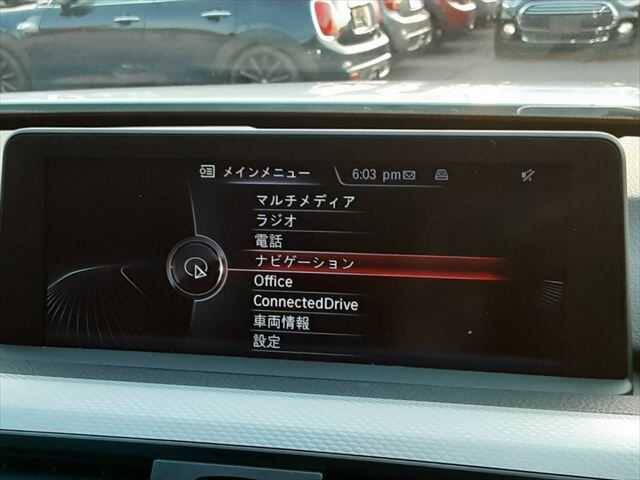 メインメニュー 6:03 pm
マルチメディア
ラジオ
電話
ナビゲーション
Office
ConnectedDrive
車両情報
設定